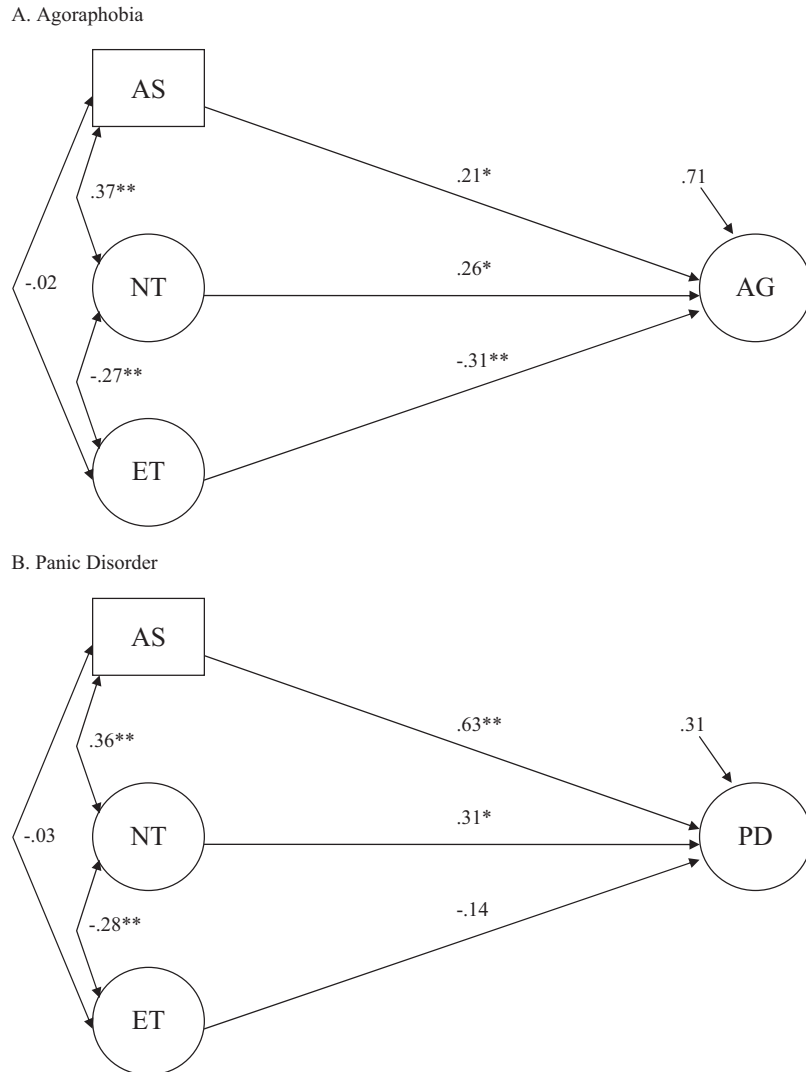 A. Agoraphobia
AS
.37**
.21*
.71
-.02
NT
.26*
AG
-.27**
-.31**
ET
B. Panic Disorder
AS
.36**
.63**
.31
-.03
NT
.31*
PD
-.28**
-.14
ET